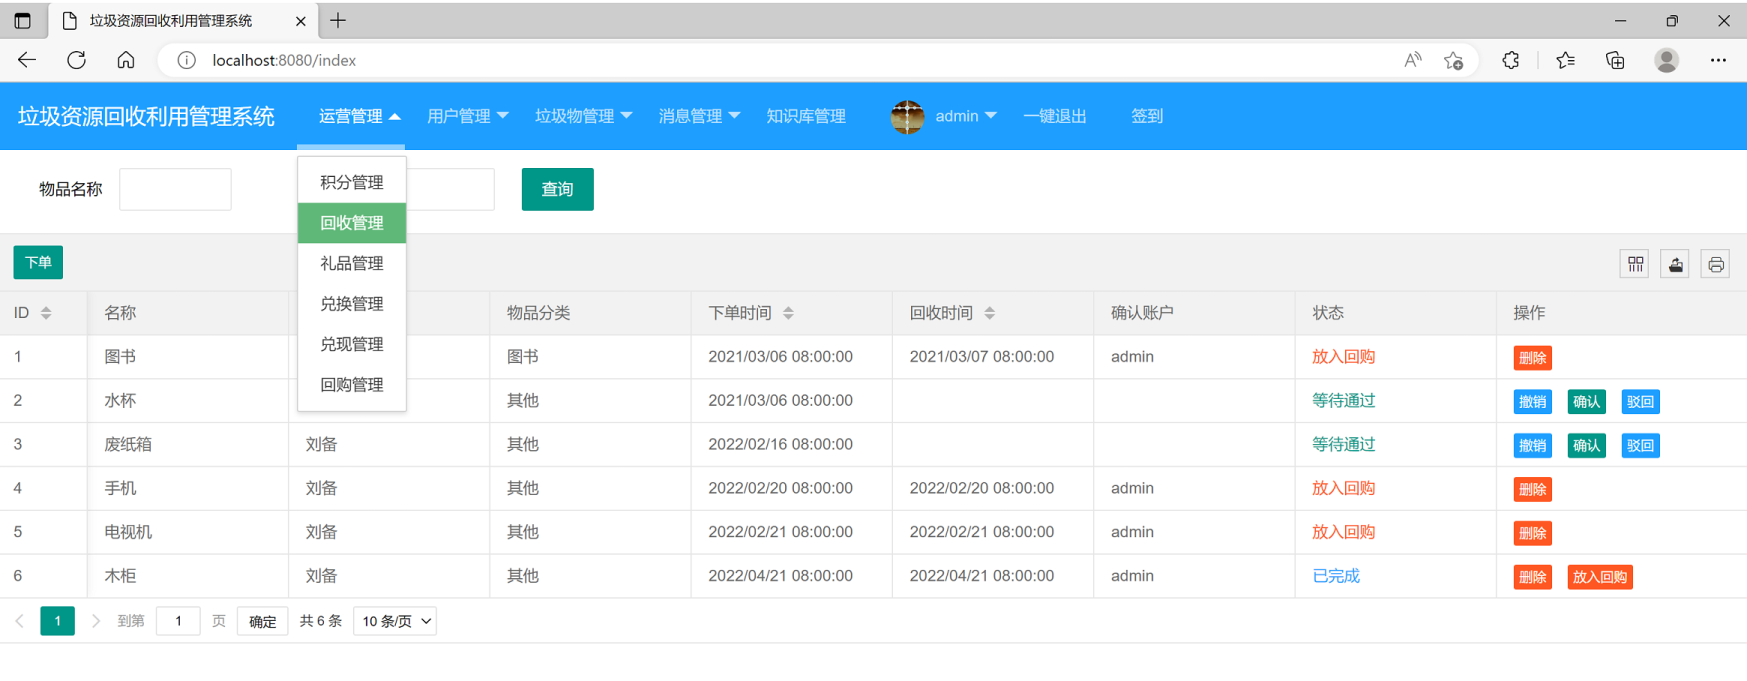 垃圾资源回收利用管理系统
localhost:8080/index
垃圾资源回收利用管理系统 运营管理 用户管理 垃圾物管理 消息管理 知识库管理 admin 一键退出 签到
物品名称 查询
积分管理
回收管理
礼品管理
兑换管理
兑现管理
回购管理
下单
ID 名称 物品分类 下单时间 回收时间 确认账户 状态 操作
1 图书 图书 2021/03/06 08:00:00 2021/03/07 08:00:00 admin 放入回购 删除
2 水杯 其他 2021/03/06 08:00:00 等待通过 撤销 确认 驳回
3 废纸箱 刘备 其他 2022/02/16 08:00:00 等待通过 撤销 确认 驳回
4 手机 刘备 其他 2022/02/20 08:00:00 2022/02/20 08:00:00 admin 放入回购 删除
5 电视机 刘备 其他 2022/02/21 08:00:00 2022/02/21 08:00:00 admin 放入回购 删除
6 木柜 刘备 其他 2022/04/21 08:00:00 2022/04/21 08:00:00 admin 已完成 删除 放入回购
1 到第 1 页 确定 共 6 条 10 条/页